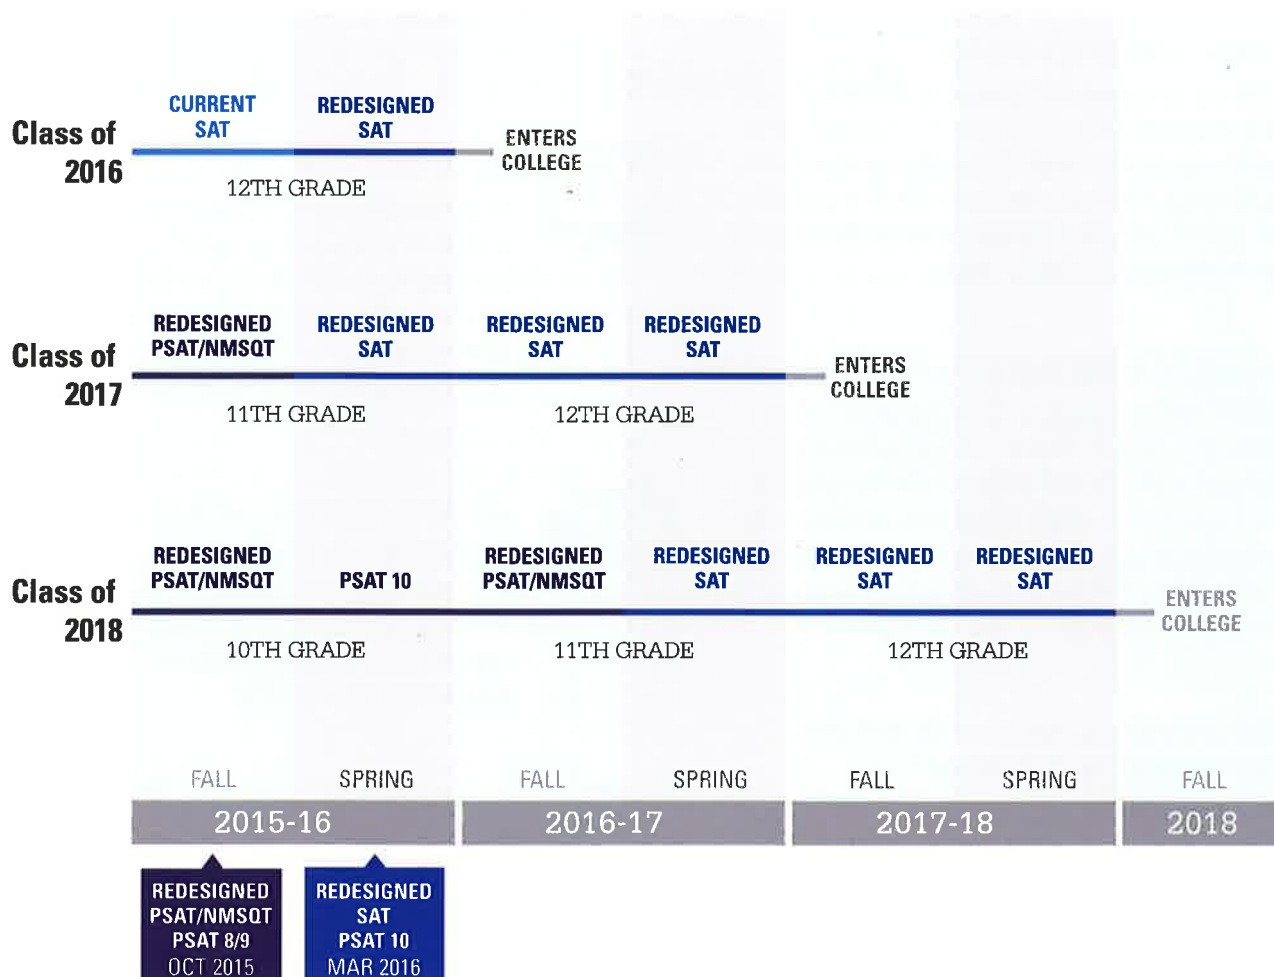 CURRENT
SAT
REDESIGNED
SAT
Class of
2016
ENTERS
COLLEGE
12TH GRADE
REDESIGNED
PSAT/NMSQT
REDESIGNED
SAT
REDESIGNED
SAT
REDESIGNED
SAT
Class of
2017
ENTERS
COLLEGE
11TH GRADE
12TH GRADE
REDESIGNED
PSAT/NMSQT
PSAT 10
REDESIGNED
PSAT/NMSQT
REDESIGNED
SAT
REDESIGNED
SAT
REDESIGNED
SAT
Class of
2018
ENTERS
COLLEGE
10TH GRADE
11TH GRADE
12TH GRADE
FALL
SPRING
FALL
SPRING
FALL
SPRING
FALL
2015-16
2016-17
2017-18
2018
REDESIGNED
PSAT/NMSQT
PSAT 8/9
OCT 2015
REDESIGNED
SAT
PSAT 10
MAR 2016